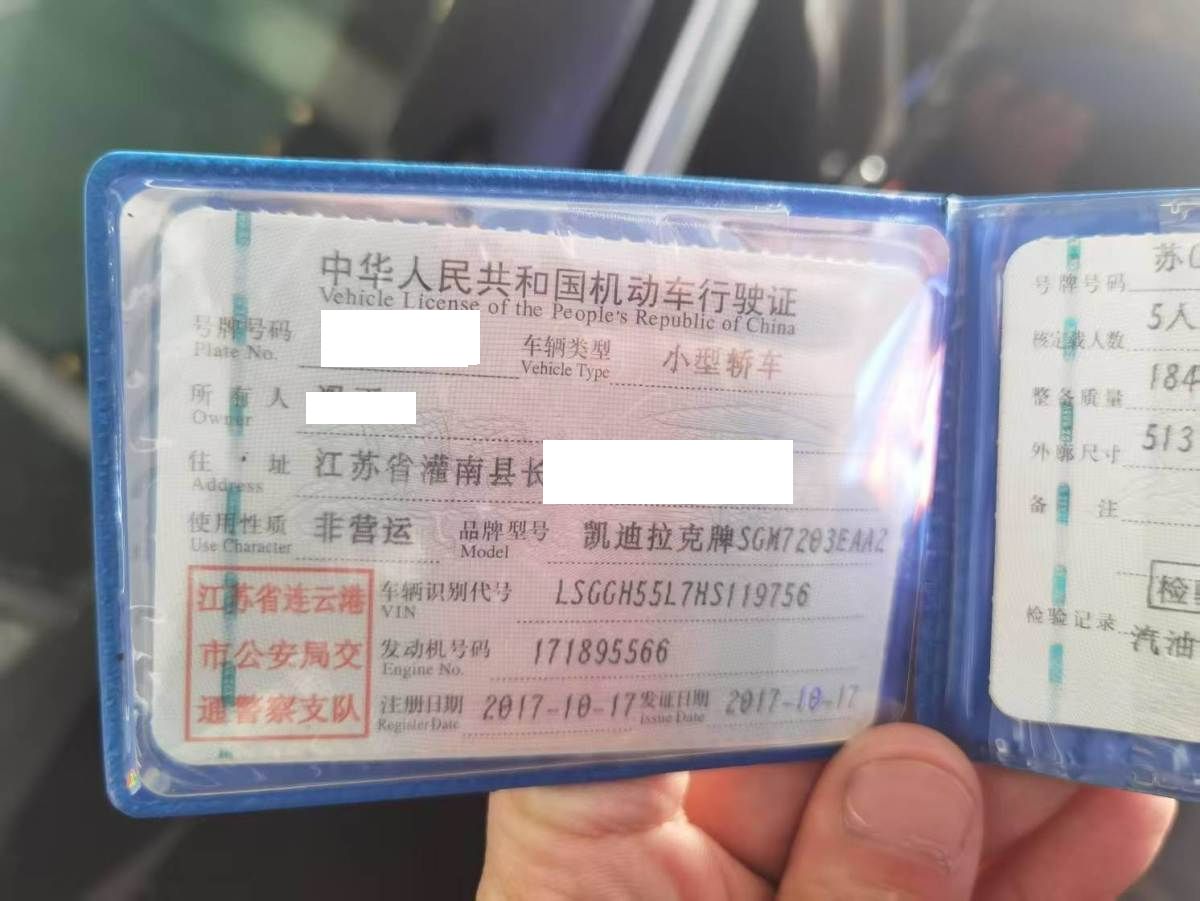 中华人民共和国机动车行驶证
Vehicle License of the People's Republic of China
号牌号码
Plate No.
车辆类型 小型轿车
Vehicle Type
所有人
Owner
住址 江苏省灌南县长
Address
使用性质 非营运 品牌型号 凯迪拉克牌SGM7203EAA2
Use Character Model
江苏省连云港
市公安局交
通警察支队
车辆识别代号 LSGGH55L7HS119756
VIN
发动机号码 171895566
Engine No.
注册日期 2017-10-17 发证日期 2017-10-17
Register Date Issue Date
号牌号码 苏
核定载人数 5人
整备质量 184
外廓尺寸 513
备注
检验记录
检
汽油